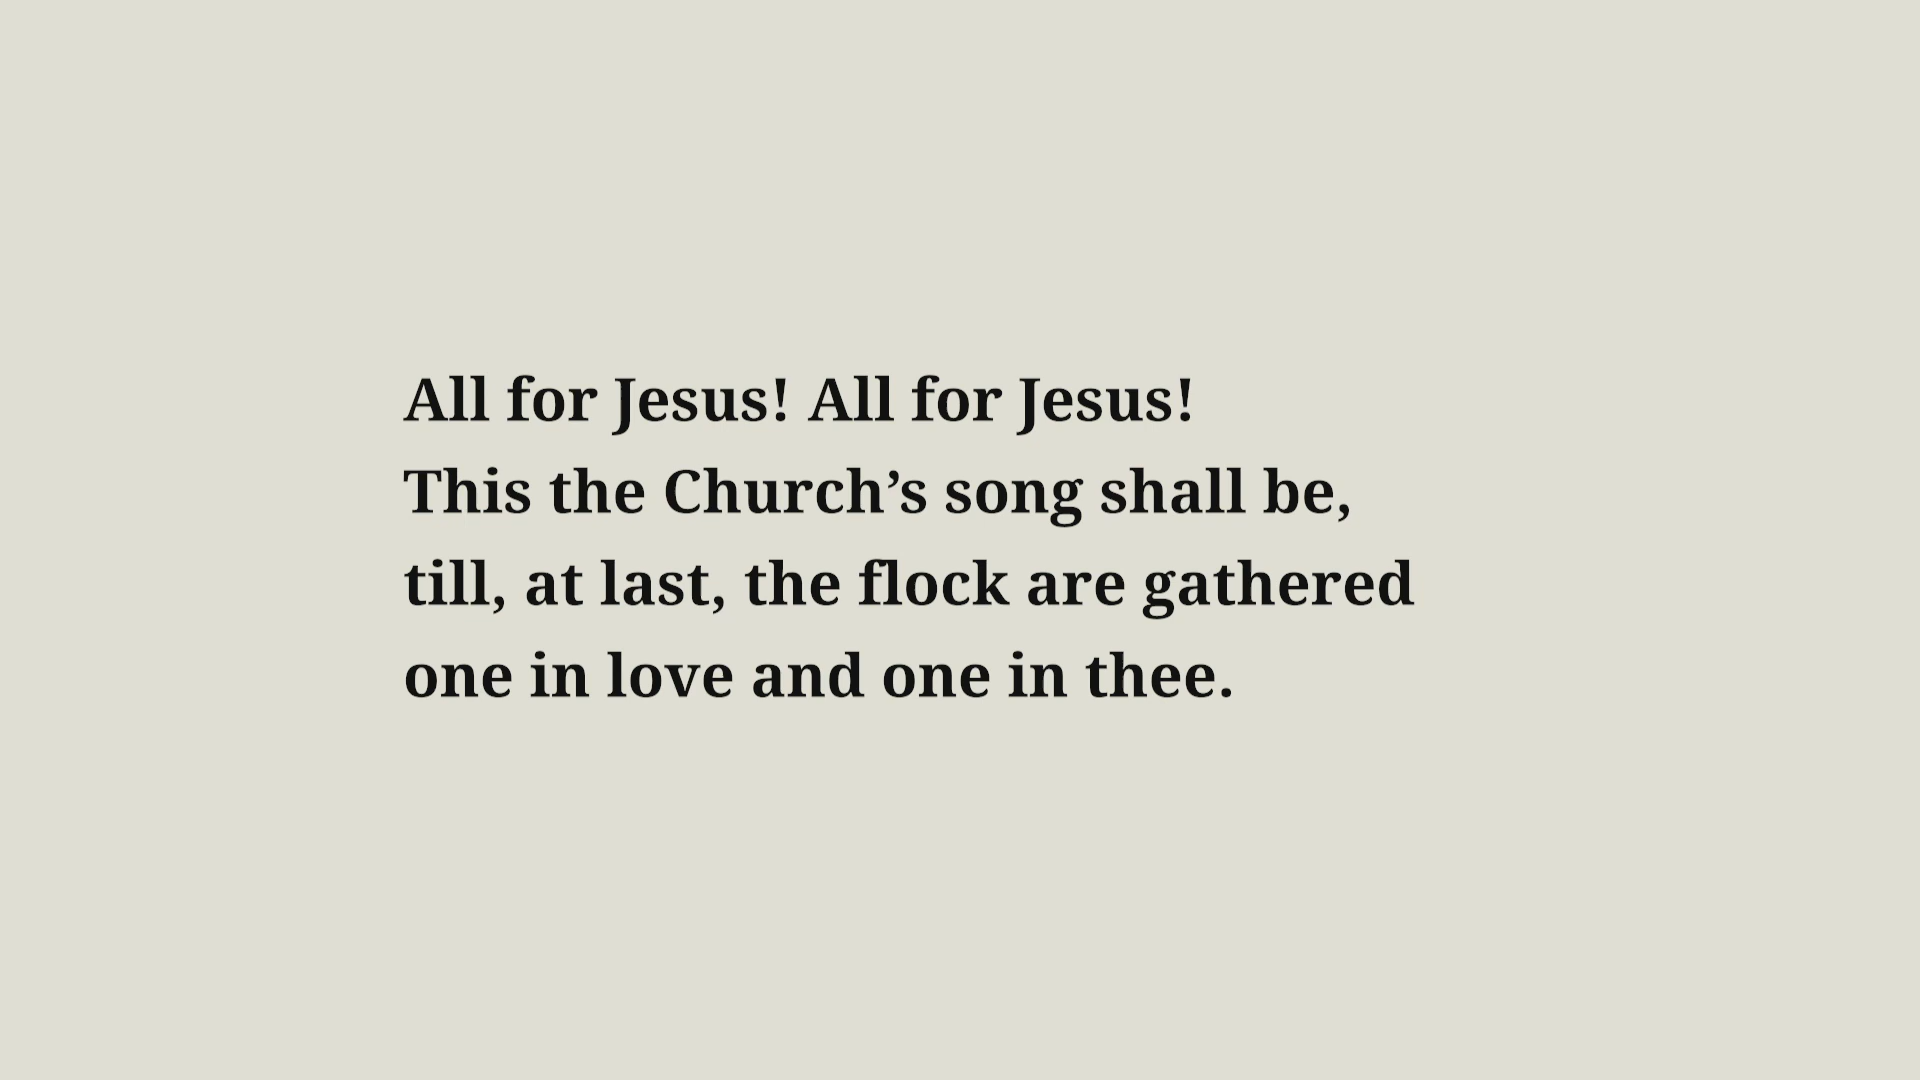 All for Jesus! All for Jesus!
This the Church’s song shall be,
till, at last, the flock are gathered
one in love and one in thee.